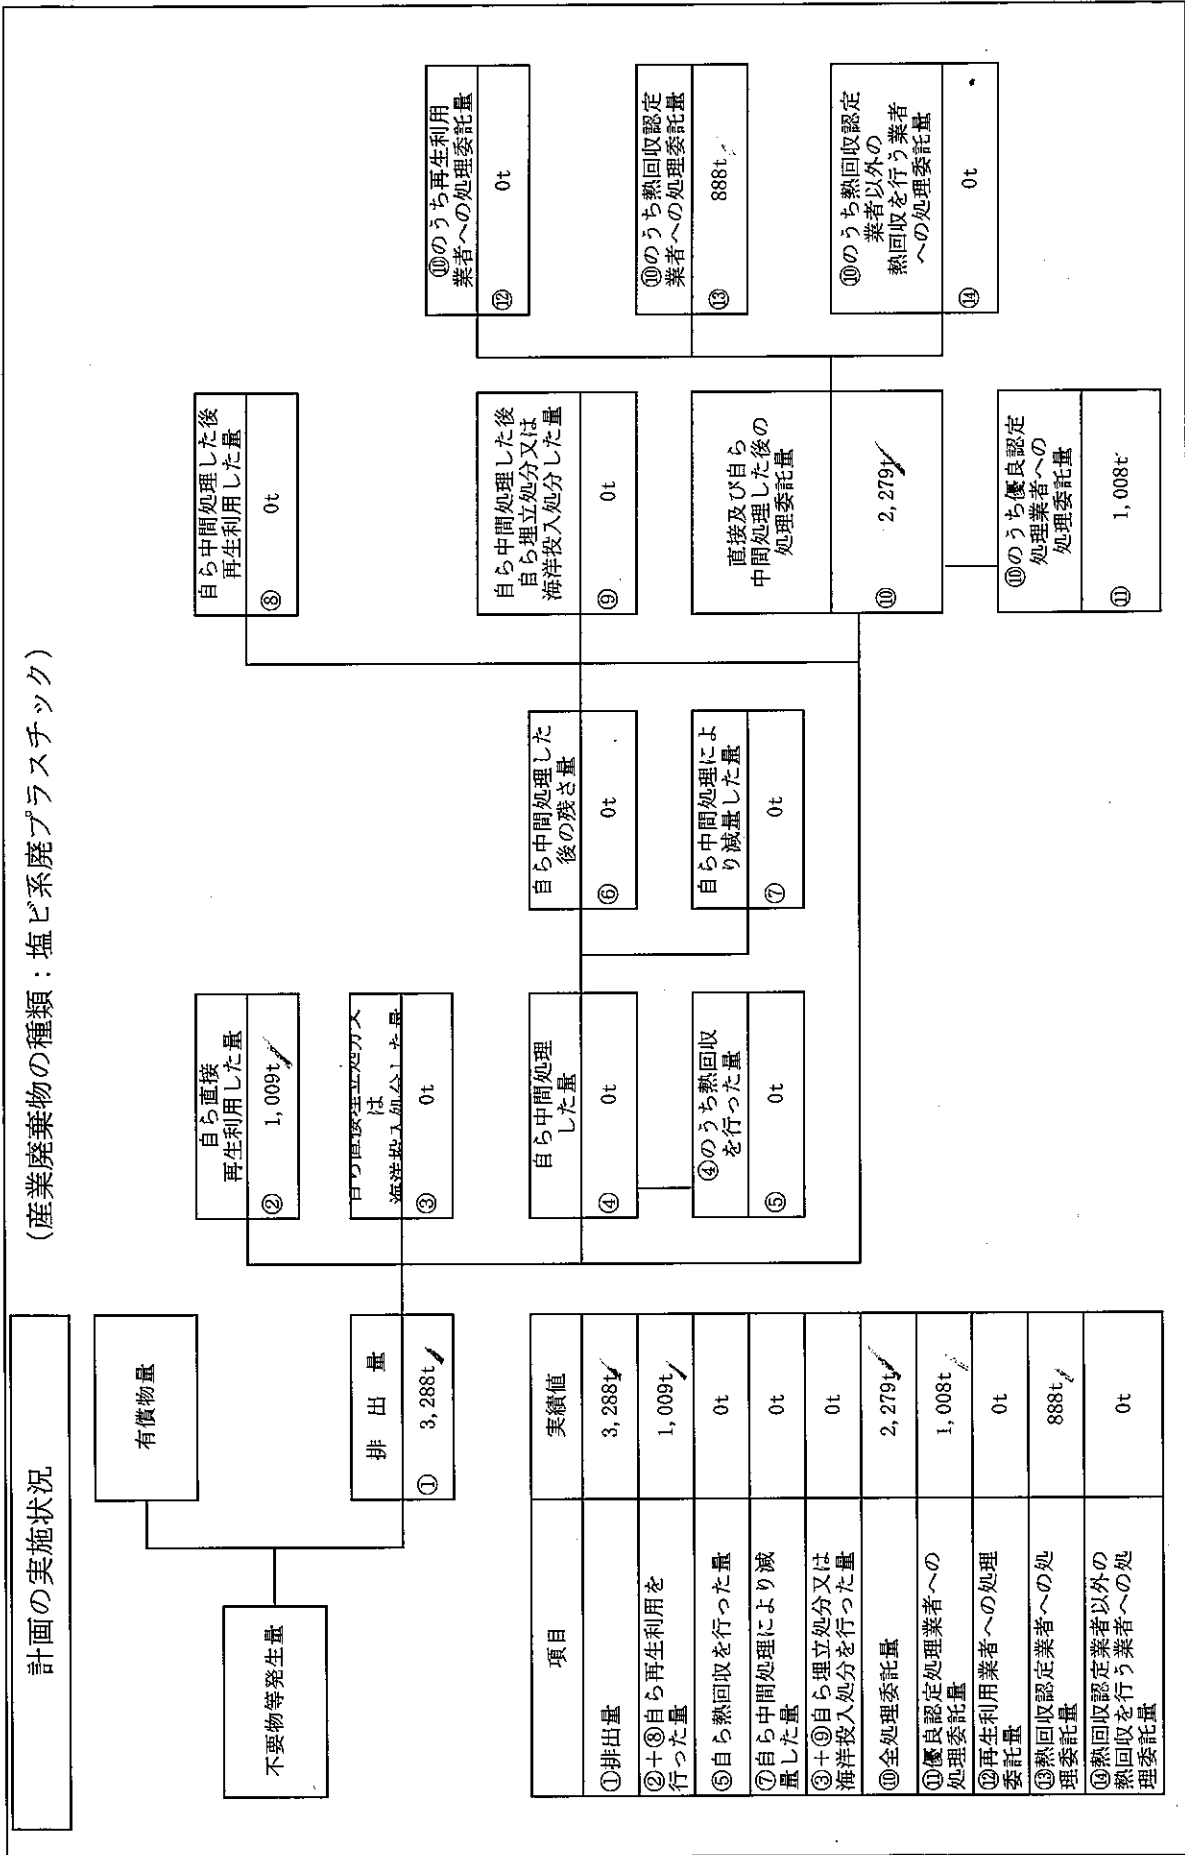 計画の実施状況
(産業廃棄物の種類：塩ビ系廃プラスチック)
不要物等発生量
有償物量
排 出 量
① 3,288t
自ら直接
再生利用した量
② 1,009t
自ら直接埋立処分又
は
海洋投入処分した量
③ 0t
自ら中間処理
した量
④ 0t
④のうち熱回収
を行った量
⑤ 0t
自ら中間処理した
後の残さ量
⑥ 0t
自ら中間処理によ
り減量した量
⑦ 0t
自ら中間処理した後
再生利用した量
⑧ 0t
自ら中間処理した後
自ら埋立処分又は
海洋投入処分した量
⑨ 0t
直接及び自ら
中間処理した後の
処理委託量
⑩ 2,279t
⑩のうち優良認定
処理業者への
処理委託量
⑪ 1,008t
⑩のうち再生利用
業者への処理委託量
⑫ 0t
⑩のうち熱回収認定
業者への処理委託量
⑬ 888t
⑩のうち熱回収認定
業者以外の
熱回収を行う業者
への処理委託量
⑭ 0t
項目 実績値
①排出量 3,288t
②+⑧自ら再生利用を
行った量 1,009t
⑤自ら熱回収を行った量 0t
⑦自ら中間処理により減
量した量 0t
③+⑨自ら埋立処分又は
海洋投入処分を行った量 0t
⑩全処理委託量 2,279t
⑪優良認定処理業者への
処理委託量 1,008t
⑫再生利用業者への処理
委託量 0t
⑬熱回収認定業者への処
理委託量 888t
⑭熱回収認定業者以外の
熱回収を行う業者への処
理委託量 0t